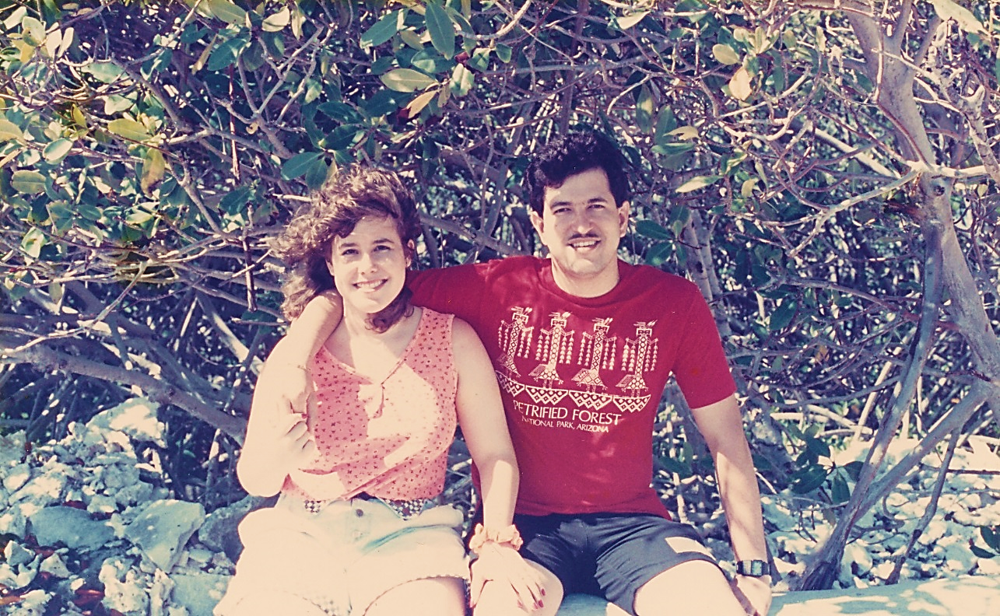 PETRIFIED FOREST
NATIONAL PARK, ARIZONA